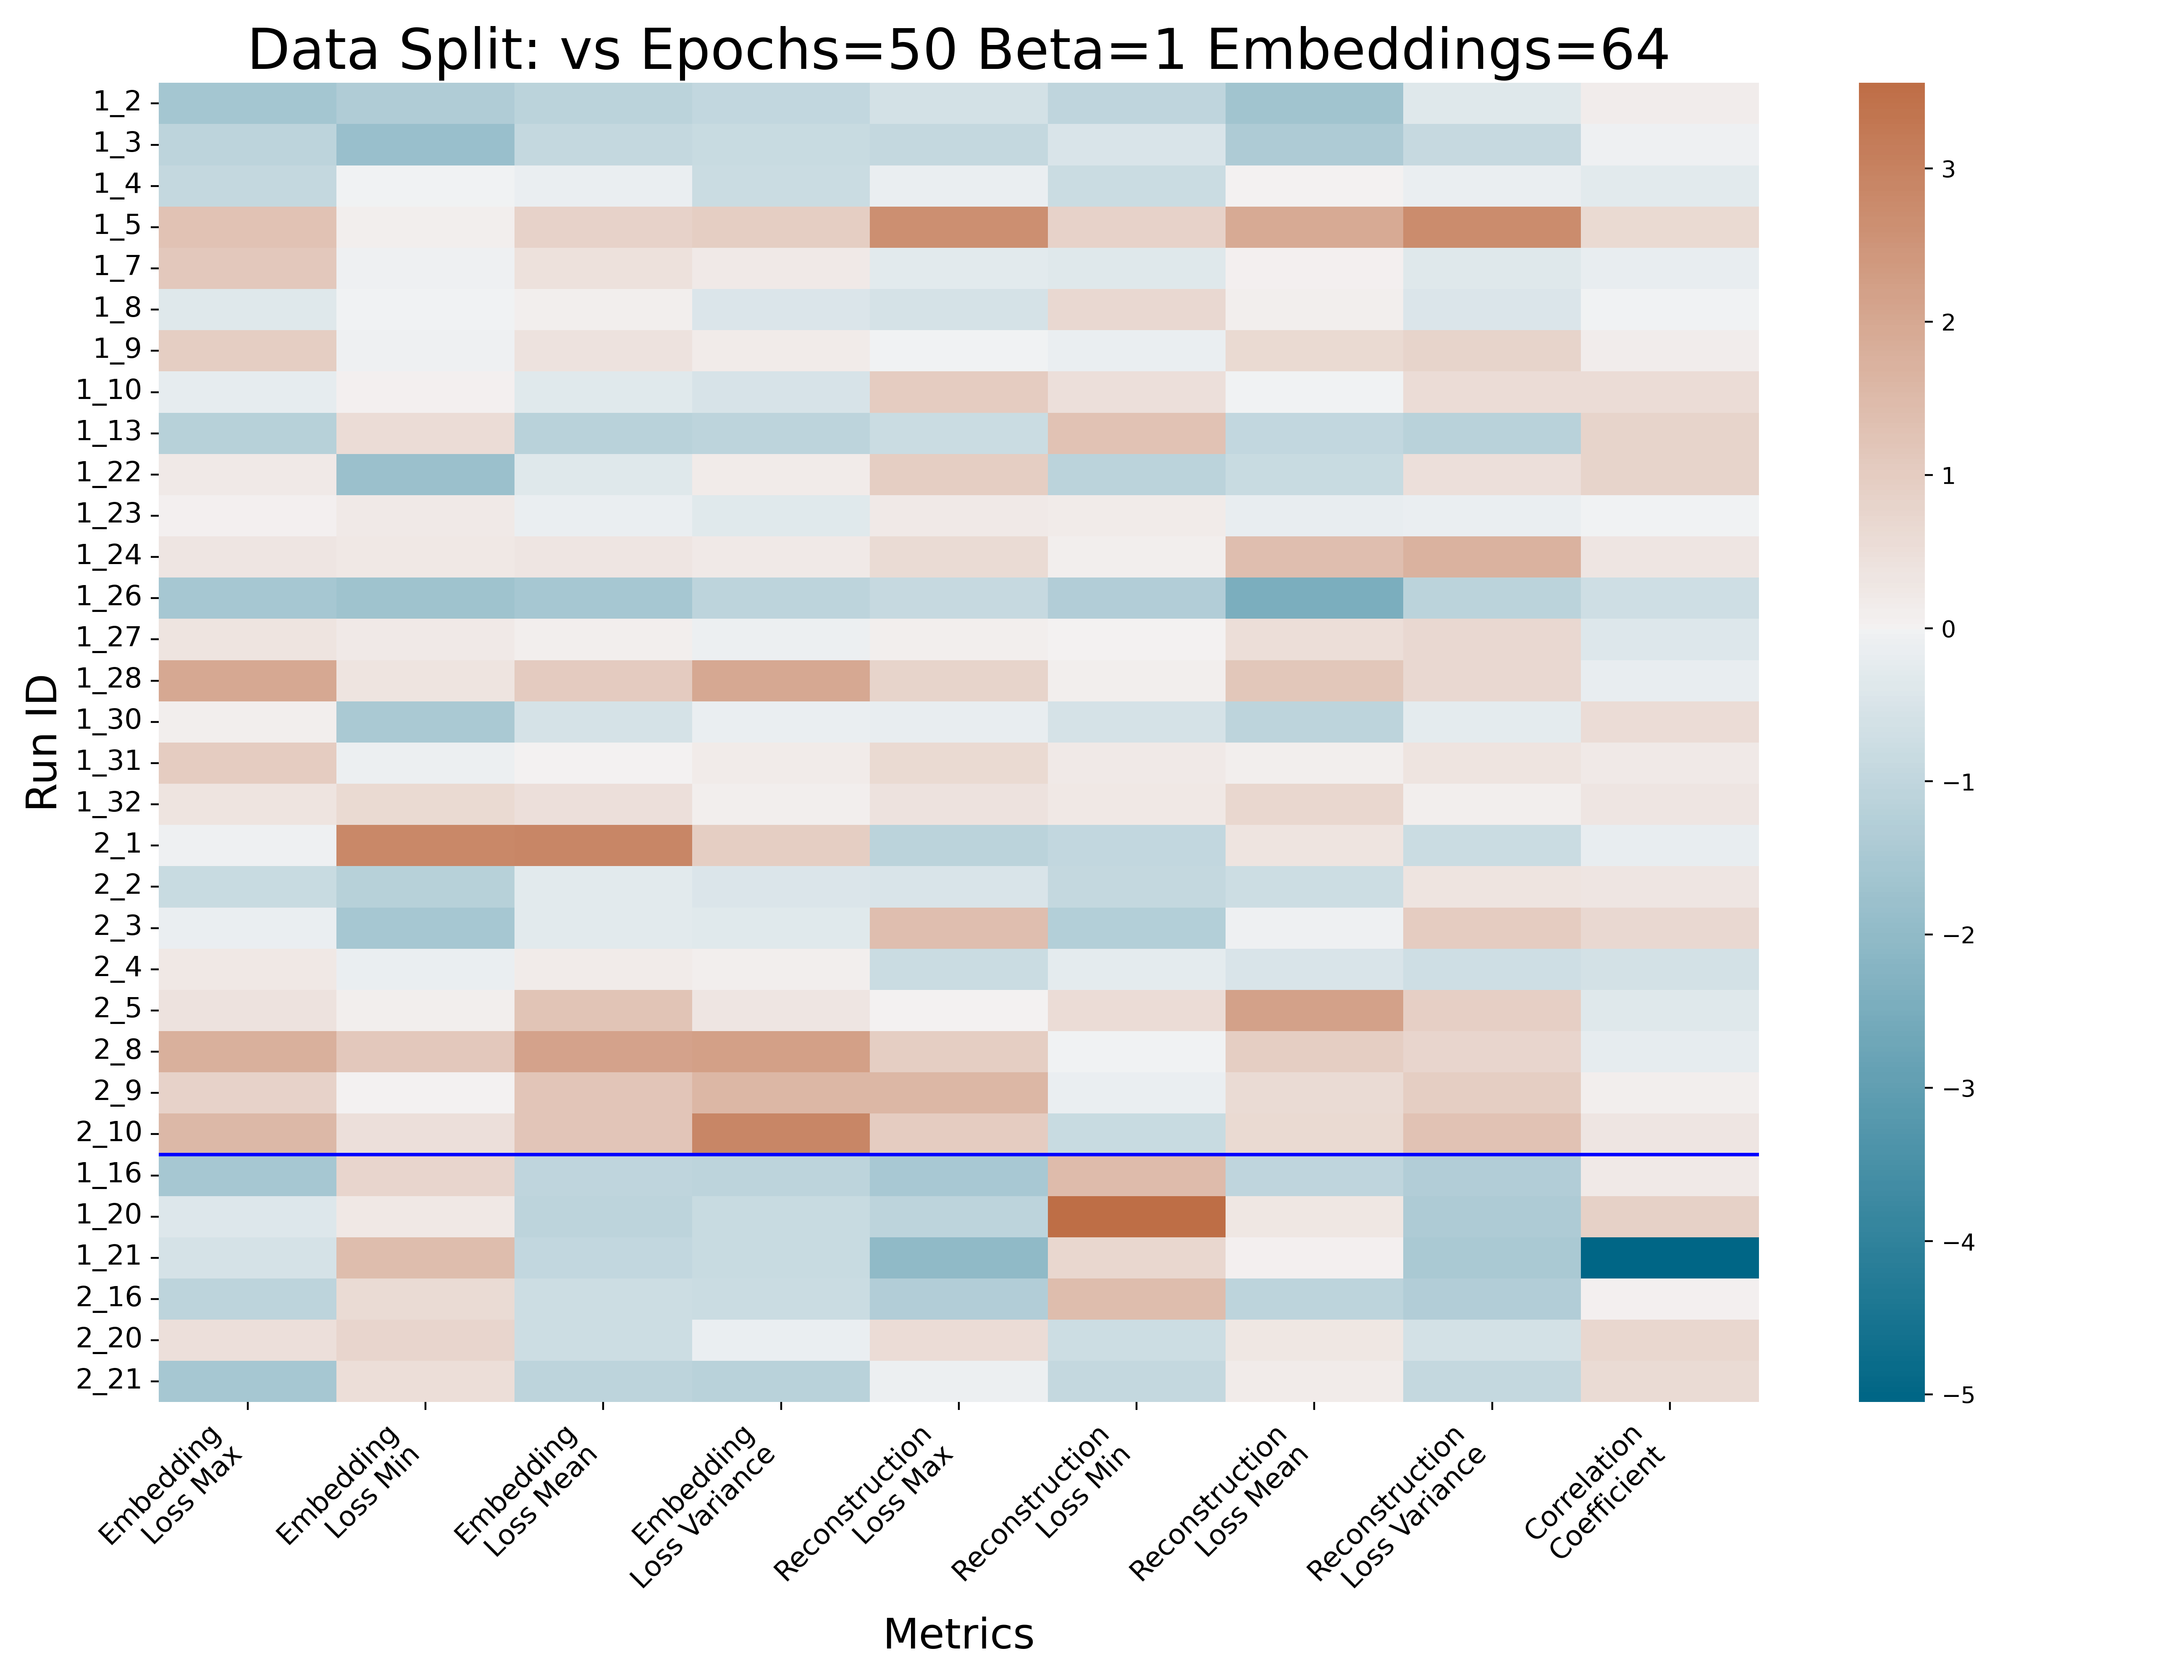 Data Split: vs Epochs=50 Beta=1 Embeddings=64
Run ID
1_2
1_3
1_4
1_5
1_7
1_8
1_9
1_10
1_13
1_22
1_23
1_24
1_26
1_27
1_28
1_30
1_31
1_32
2_1
2_2
2_3
2_4
2_5
2_8
2_9
2_10
1_16
1_20
1_21
2_16
2_20
2_21
Embedding
Loss Max
Embedding
Loss Min
Embedding
Loss Mean
Embedding
Loss Variance
Reconstruction
Loss Max
Reconstruction
Loss Min
Reconstruction
Loss Mean
Reconstruction
Loss Variance
Correlation
Coefficient
Metrics
3
2
1
0
−1
−2
−3
−4
−5